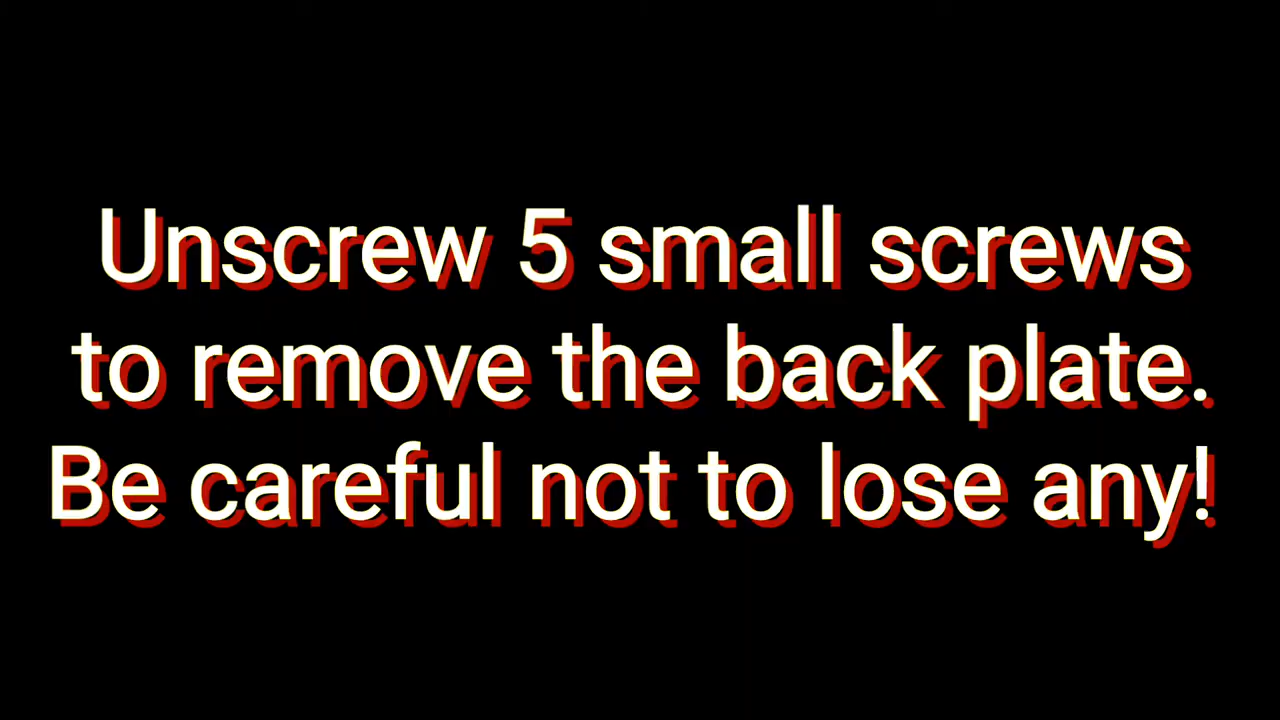 Unscrew 5 small screws
to remove the back plate.
Be careful not to lose any!